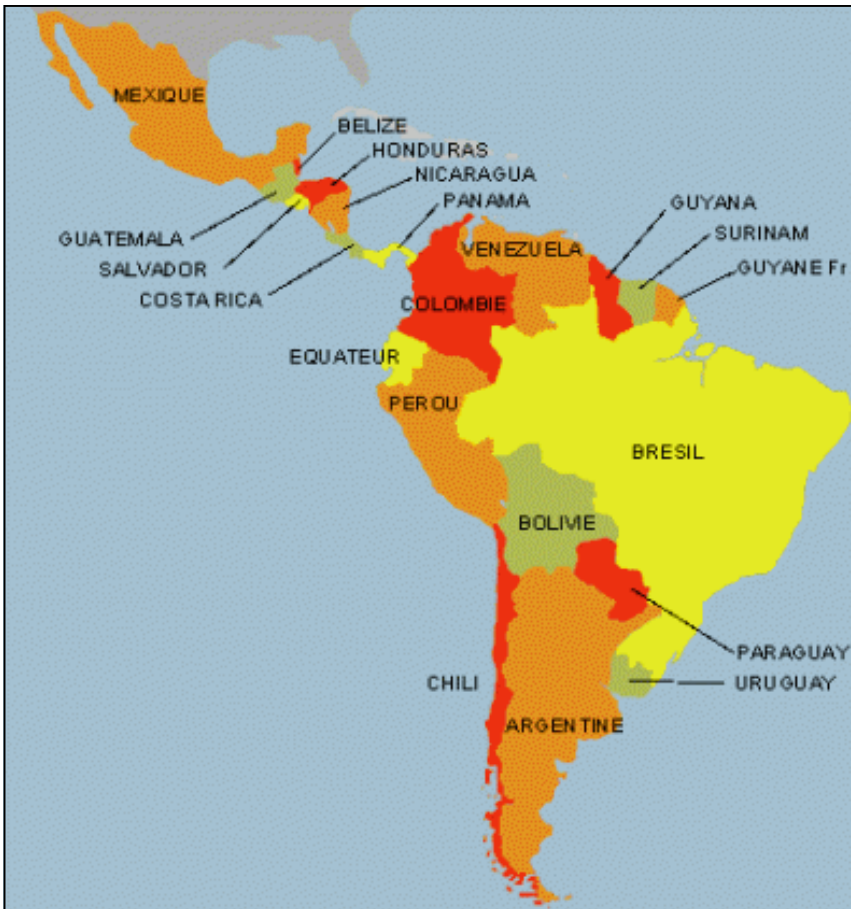 MEXIQUE
BELIZE
HONDURAS
NICARAGUA
PANAMA
GUYANA
SURINAM
GUATEMALA
VENEZUELA
SALVADOR
GUYANE Fr
COSTA RICA
COLOMBIE
EQUATEUR
PEROU
BRESIL
BOLIVIE
PARAGUAY
CHILI
URUGUAY
ARGENTINE